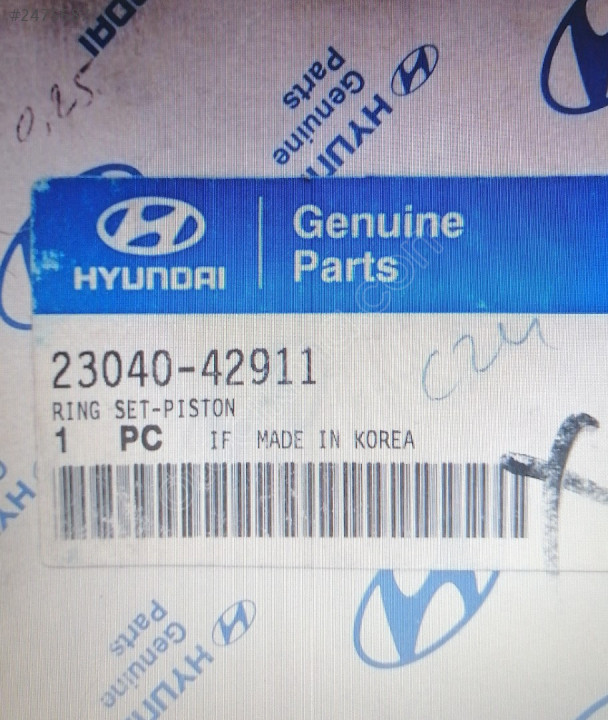 0,25
HYUNDAI
Genuine
Parts
HYUNDAI
Genuine
Parts
23040-42911
C24
RING SET-PISTON
1 PC IF MADE IN KOREA
HYUNDAI
Genuine
Parts